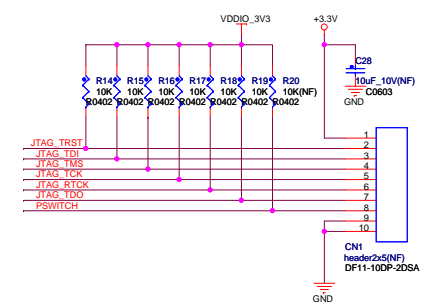 VDDIO_3V3
+3.3V
R14
R15
R16
R17
R18
R19
R20
10K
10K
10K
10K
10K
10K
10K(NF)
R0402
R0402
R0402
R0402
R0402
R0402
R0402
C28
10uF_10V(NF)
C0603
GND
JTAG_TRST
JTAG_TDI
JTAG_TMS
JTAG_TCK
JTAG_RTCK
JTAG_TDO
PSWITCH
1
2
3
4
5
6
7
8
9
10
CN1
header2x5(NF)
DF11-10DP-2DSA
GND